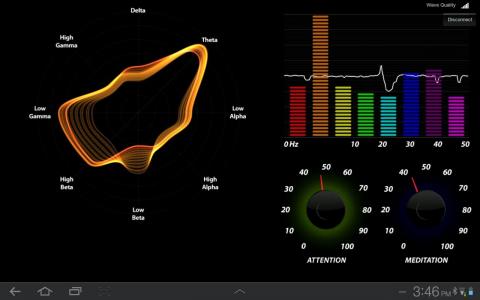 Wave Quality
Disconnect
Delta
Theta
Low
Alpha
High
Alpha
Low
Beta
High
Beta
Low
Gamma
High
Gamma
0 Hz 10 20 30 40 50
0 10 20 30 40 50 60 70 80 90 100
ATTENTION
0 10 20 30 40 50 60 70 80 90 100
MEDITATION
3:46 PM